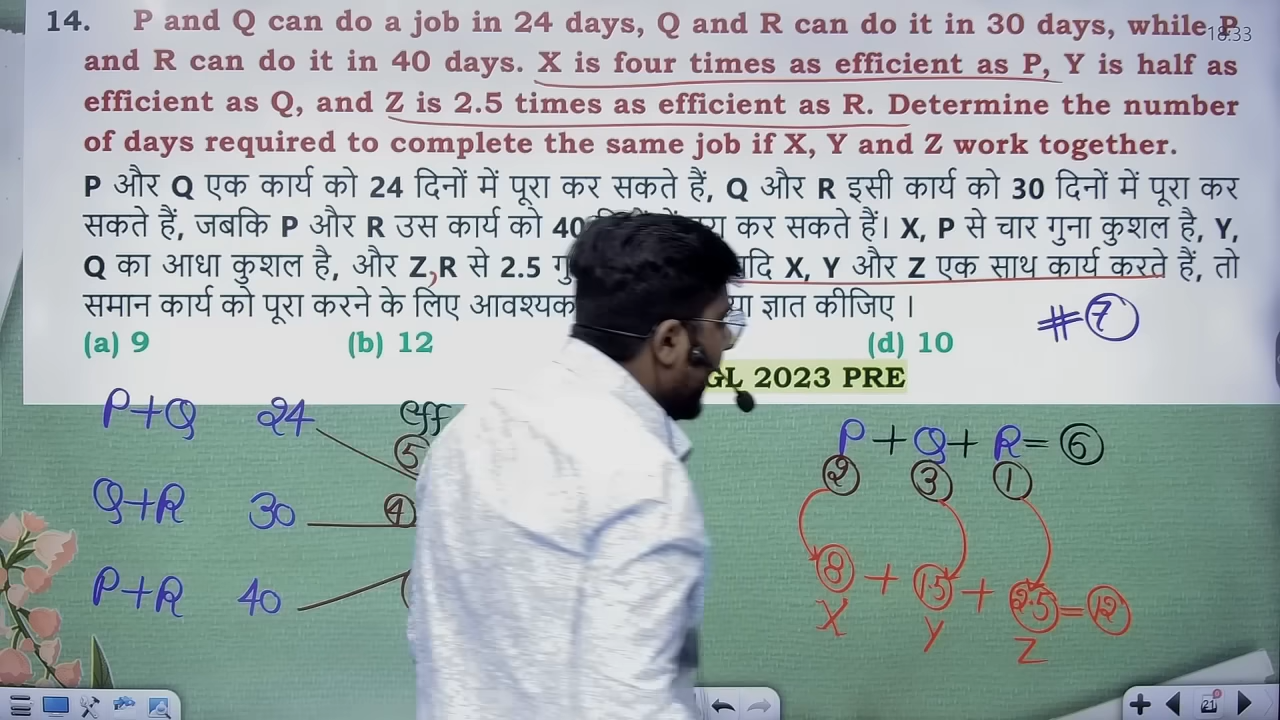 14. P and Q can do a job in 24 days, Q and R can do it in 30 days, while P
18:33
and R can do it in 40 days. X is four times as efficient as P, Y is half as
efficient as Q, and Z is 2.5 times as efficient as R. Determine the number
of days required to complete the same job if X, Y and Z work together.
P और Q एक कार्य को 24 दिनों में पूरा कर सकते हैं, Q और R इसी कार्य को 30 दिनों में पूरा कर
सकते हैं, जबकि P और R उस कार्य को 40 कर सकते हैं। X, P से चार गुना कुशल है, Y,
Q का आधा कुशल है, और Z,R से 2.5 X, Y और Z एक साथ कार्य करते हैं, तो
समान कार्य को पूरा करने के लिए ज्ञात कीजिए ।
#7
(a) 9 (b) 12 (d) 10
GL 2023 PRE
P+Q 24 eff
5
Q+R 30 4
P+R 40
P + Q + R = 6
2 3 1
8 + 1.5 + 2.5 = 12
X Y Z
21